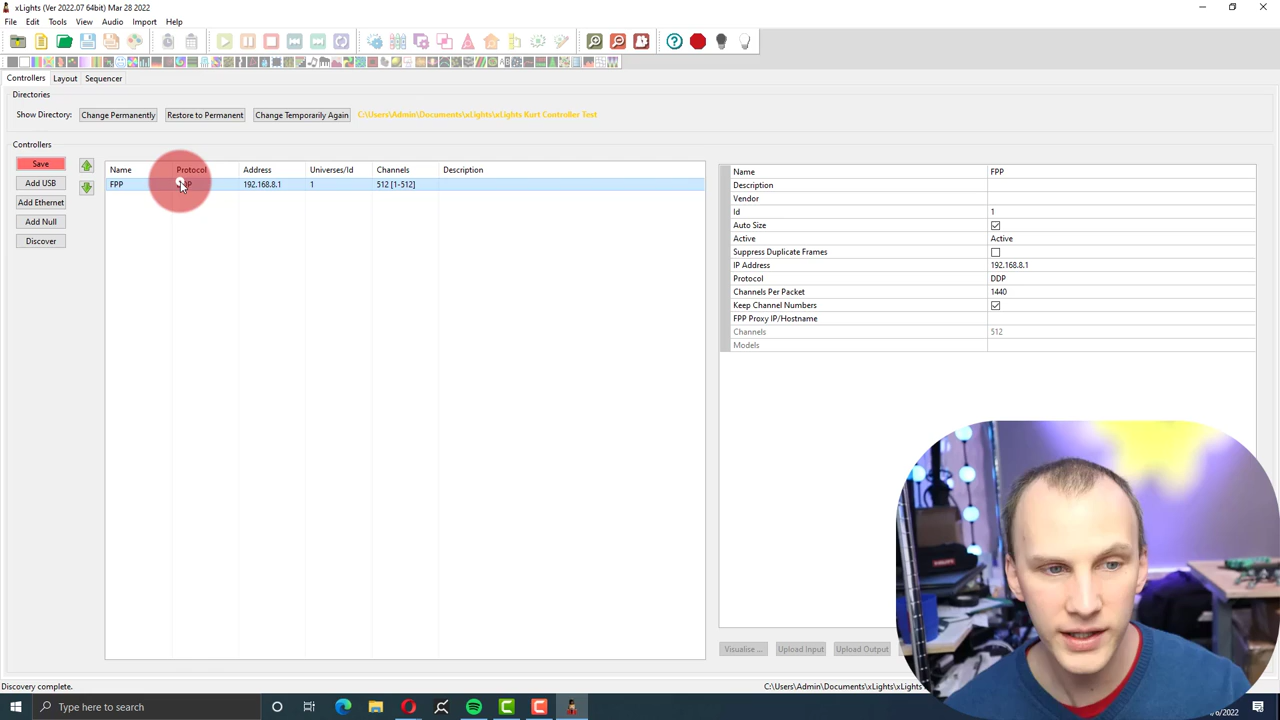 xLights (Ver 2022.07 64bit) Mar 28 2022
File Edit Tools View Audio Import Help
Controllers Layout Sequencer
Directories
Show Directory: Change Permanently Restore to Permanent Change Temporarily Again C:\Users\Admin\Documents\xLights\xLights Kurt Controller Test
Controllers
Save
Add USB
Add Ethernet
Add Null
Discover
Name Protocol Address Universes/Id Channels Description
FPP 192.168.8.1 1 512 [1-512]
Name FPP
Description
Vendor
Id 1
Auto Size
Active Active
Suppress Duplicate Frames
IP Address 192.168.8.1
Protocol DDP
Channels Per Packet 1440
Keep Channel Numbers
FPP Proxy IP/Hostname
Channels 512
Models
Visualise ... Upload Input Upload Output
Discovery complete. C:\Users\Admin\Documents\xLights\xLights
Type here to search
/6/2022